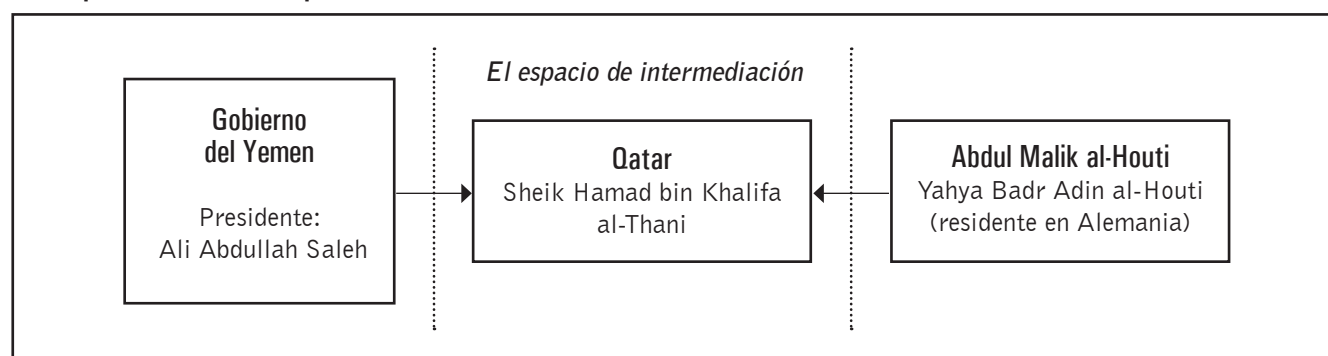 El espacio de intermediación
Gobierno
del Yemen
Presidente:
Ali Abdullah Saleh
Qatar
Sheik Hamad bin Khalifa
al-Thani
Abdul Malik al-Houti
Yahya Badr Adin al-Houti
(residente en Alemania)